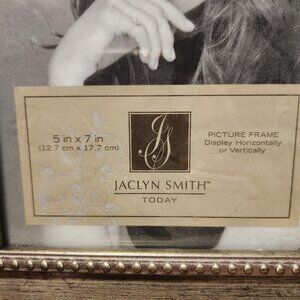 5 in x 7 in
(12.7 cm x 17.7 cm)
JS
JACLYN SMITH™
TODAY
PICTURE FRAME
Display Horizontally
or Vertically